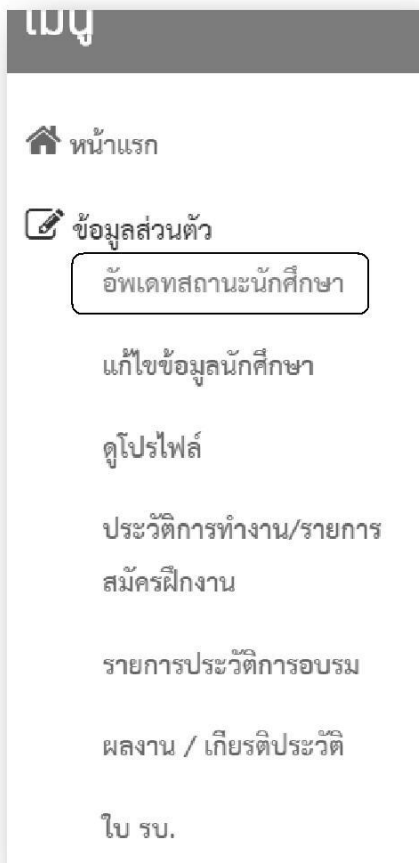 เมนู
หน้าแรก
ข้อมูลส่วนตัว
อัพเดทสถานะนักศึกษา
แก้ไขข้อมูลนักศึกษา
ดูโปรไฟล์
ประวัติการทำงาน/รายการ
สมัครฝึกงาน
รายการประวัติการอบรม
ผลงาน / เกียรติประวัติ
ใบ รบ.